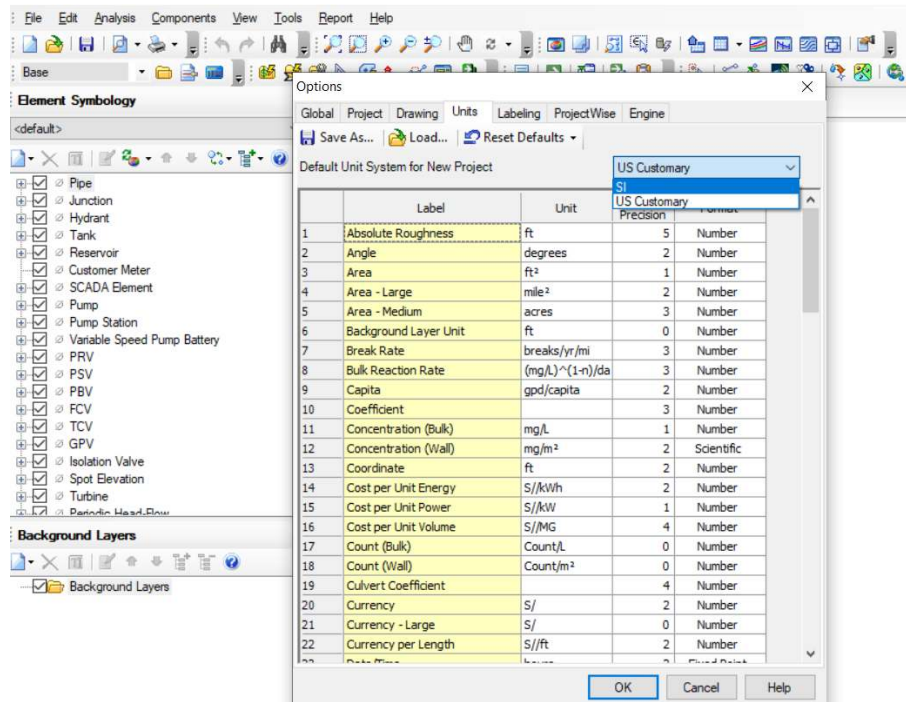 File Edit Analysis Components View Tools Report Help
Base
Element Symbology
<default>
Pipe
Junction
Hydrant
Tank
Reservoir
Customer Meter
SCADA Element
Pump
Pump Station
Variable Speed Pump Battery
PRV
PSV
PBV
FCV
TCV
GPV
Isolation Valve
Spot Elevation
Turbine
Periodic Head-Flow
Background Layers
Background Layers
Options
Global Project Drawing Units Labeling ProjectWise Engine
Save As... Load... Reset Defaults
Default Unit System for New Project US Customary
SI
US Customary
Label Unit Precision Format
1 Absolute Roughness ft 5 Number
2 Angle degrees 2 Number
3 Area ft² 1 Number
4 Area - Large mile² 2 Number
5 Area - Medium acres 3 Number
6 Background Layer Unit ft 0 Number
7 Break Rate breaks/yr/mi 3 Number
8 Bulk Reaction Rate (mg/L)^(1-n)/da 3 Number
9 Capita gpd/capita 2 Number
10 Coefficient 3 Number
11 Concentration (Bulk) mg/L 1 Number
12 Concentration (Wall) mg/m² 2 Scientific
13 Coordinate ft 2 Number
14 Cost per Unit Energy S//kWh 2 Number
15 Cost per Unit Power S//kW 1 Number
16 Cost per Unit Volume S//MG 4 Number
17 Count (Bulk) Count/L 0 Number
18 Count (Wall) Count/m² 0 Number
19 Culvert Coefficient 4 Number
20 Currency S/ 2 Number
21 Currency - Large S/ 0 Number
22 Currency per Length S//ft 2 Number
OK Cancel Help